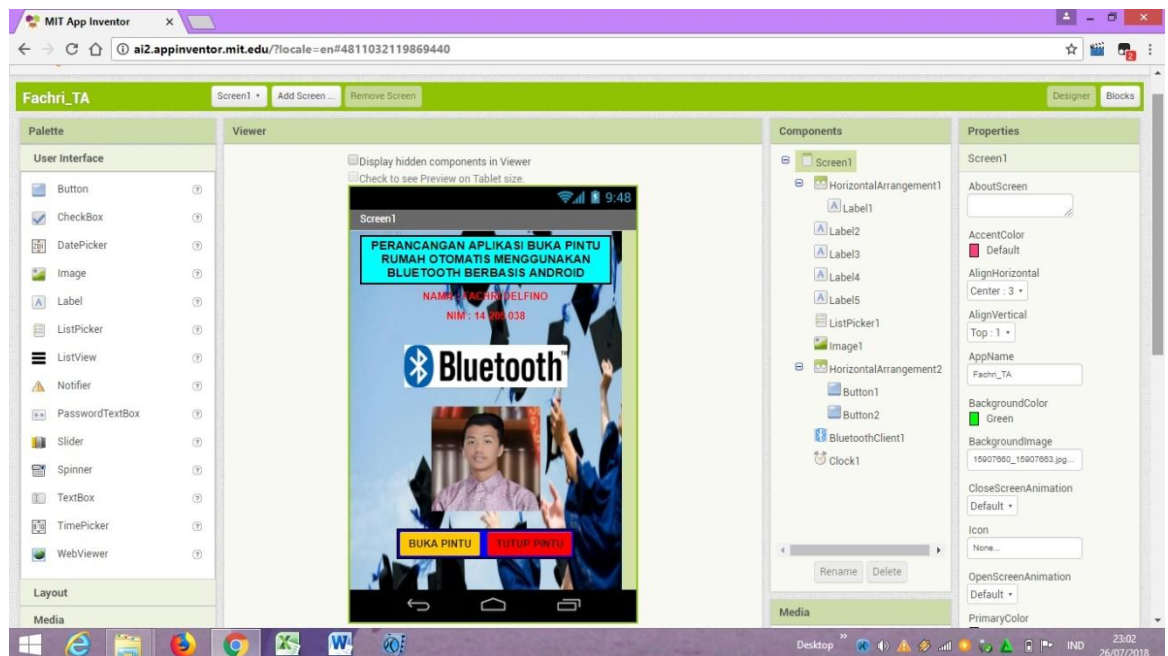 MIT App Inventor
ai2.appinventor.mit.edu/?locale=en#4811032119869440
Fachri_TA
Screen1
Add Screen ...
Remove Screen
Designer
Blocks
Palette
User Interface
Button
CheckBox
DatePicker
Image
Label
ListPicker
ListView
Notifier
PasswordTextBox
Slider
Spinner
TextBox
TimePicker
WebViewer
Layout
Media
Viewer
Display hidden components in Viewer
Check to see Preview on Tablet size.
9:48
Screen1
PERANCANGAN APLIKASI BUKA PINTU
RUMAH OTOMATIS MENGGUNAKAN
BLUETOOTH BERBASIS ANDROID
NAMA : FACHRI DELFINO
NIM : 14 205 038
Bluetooth
BUKA PINTU
TUTUP PINTU
Components
Screen1
HorizontalArrangement1
Label1
Label2
Label3
Label4
Label5
ListPicker1
Image1
HorizontalArrangement2
Button1
Button2
BluetoothClient1
Clock1
Rename
Delete
Media
Properties
Screen1
AboutScreen
AccentColor
Default
AlignHorizontal
Center : 3
AlignVertical
Top : 1
AppName
Fachri_TA
BackgroundColor
Green
BackgroundImage
15907660_15907663.jpg...
CloseScreenAnimation
Default
Icon
None...
OpenScreenAnimation
Default
PrimaryColor
Desktop
IND
23:02
26/07/2018